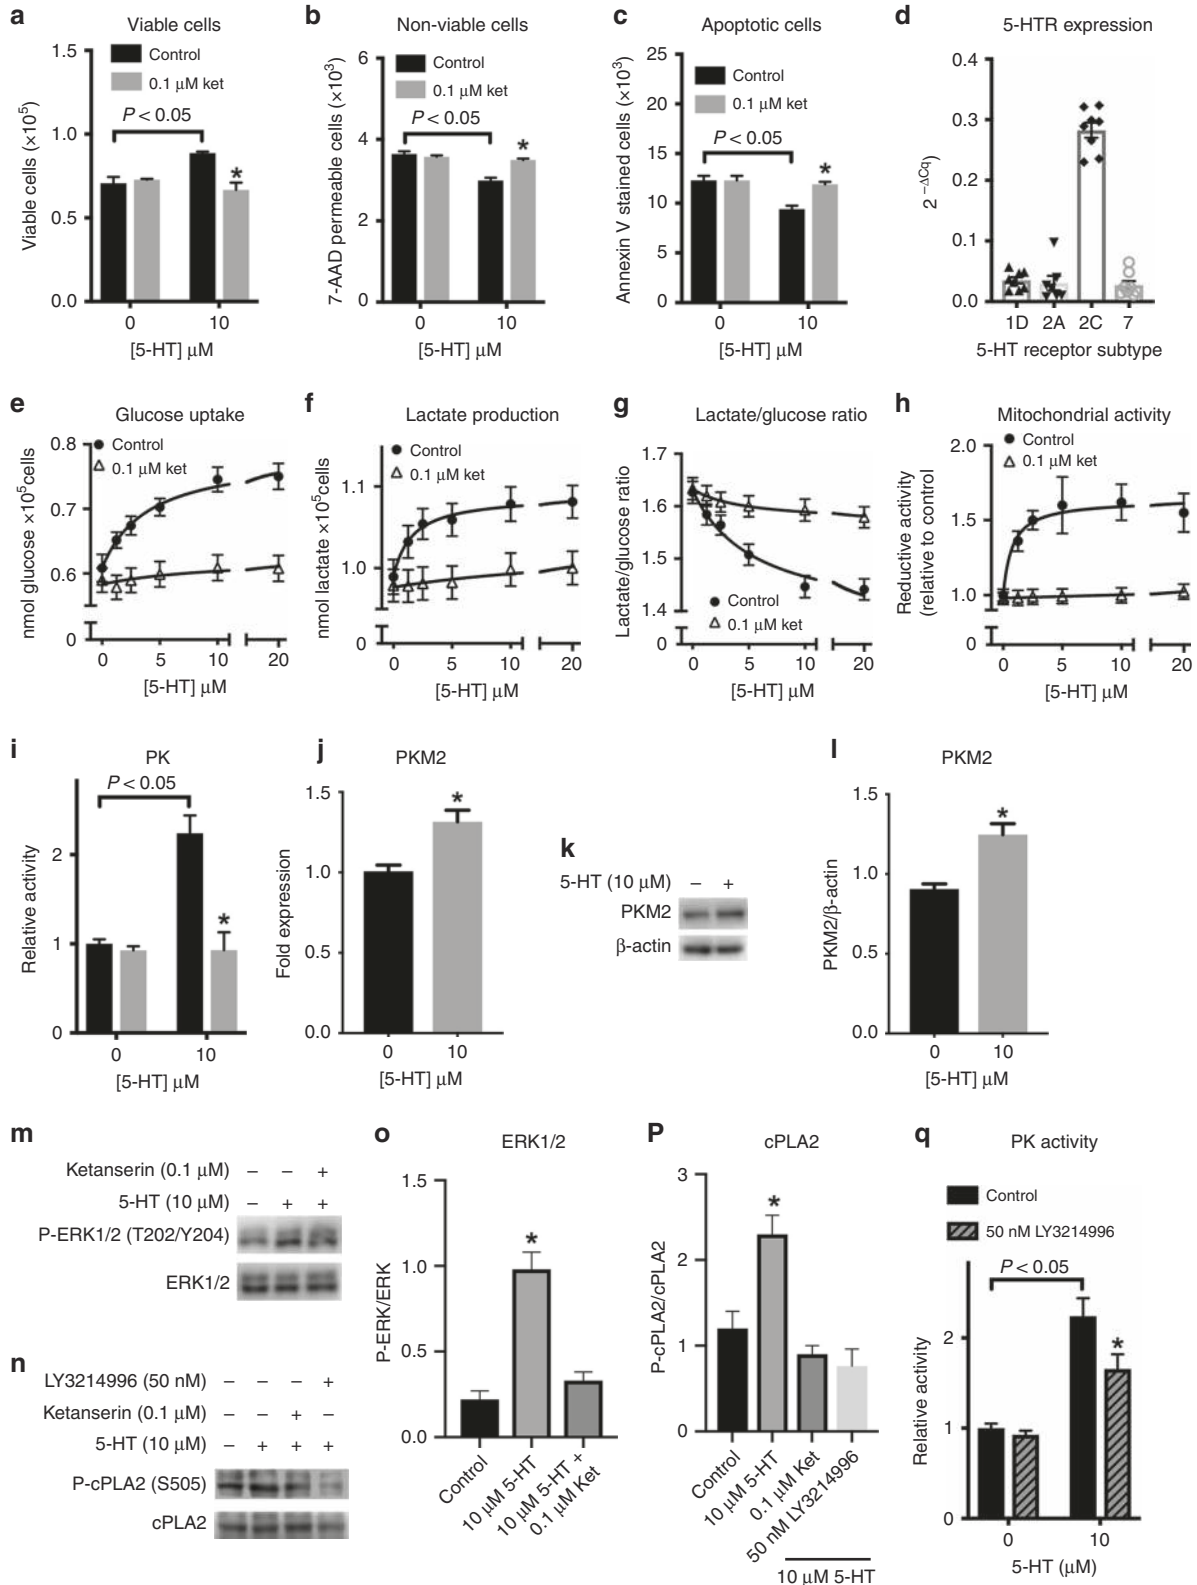 a
Viable cells
Viable cells (×10⁵)
1.5
1.0
0.5
0.0
Control
0.1 μM ket
P < 0.05
*
0
10
[5-HT] μM
b
Non-viable cells
7-AAD permeable cells (×10³)
6
4
2
0
Control
0.1 μM ket
P < 0.05
*
0
10
[5-HT] μM
c
Apoptotic cells
Annexin V stained cells (×10³)
25
20
15
10
5
0
Control
0.1 μM ket
P < 0.05
*
0
10
[5-HT] μM
d
5-HTR expression
2 ⁻ΔCq)
0.4
0.3
0.2
0.1
0.0
1D 2A 2C 7
5-HT receptor subtype
e
Glucose uptake
nmol glucose ×10⁵cells
0.8
0.7
0.6
0
Control
0.1 μM ket
0 5 10 20
[5-HT] μM
f
Lactate production
nmol lactate ×10⁵cells
1.1
1.0
0
Control
0.1 μM ket
0 5 10 20
[5-HT] μM
g
Lactate/glucose ratio
Lactate/glucose ratio
1.7
1.6
1.5
1.4
0
Control
0.1 μM ket
0 5 10 20
[5-HT] μM
h
Mitochondrial activity
Reductive activity
(relative to control)
2.0
1.5
1.0
0
Control
0.1 μM ket
0 5 10 20
[5-HT] μM
i
PK
Relative activity
P < 0.05
2
1
0
*
0
10
[5-HT] μM
j
PKM2
Fold expression
1.5
1.0
0.5
0.0
*
0
10
[5-HT] μM
k
5-HT (10 μM) – +
PKM2
β-actin
l
PKM2
PKM2/β-actin
1.5
1.0
0.5
0.0
*
0
10
[5-HT] μM
m
Ketanserin (0.1 μM) – – +
5-HT (10 μM) – + +
P-ERK1/2 (T202/Y204)
ERK1/2
n
LY3214996 (50 nM) – – – +
Ketanserin (0.1 μM) – – + –
5-HT (10 μM) – + + +
P-cPLA2 (S505)
cPLA2
o
ERK1/2
P-ERK/ERK
1.5
1.0
0.5
0.0
*
Control
10 μM 5-HT
10 μM 5-HT +
0.1 μM Ket
P
cPLA2
P-cPLA2/cPLA2
3
2
1
0
*
Control
10 μM 5-HT
0.1 μM Ket
50 nM LY3214996
10 μM 5-HT
q
PK activity
Control
50 nM LY3214996
P < 0.05
Relative activity
2
1
0
*
0
10
5-HT (μM)